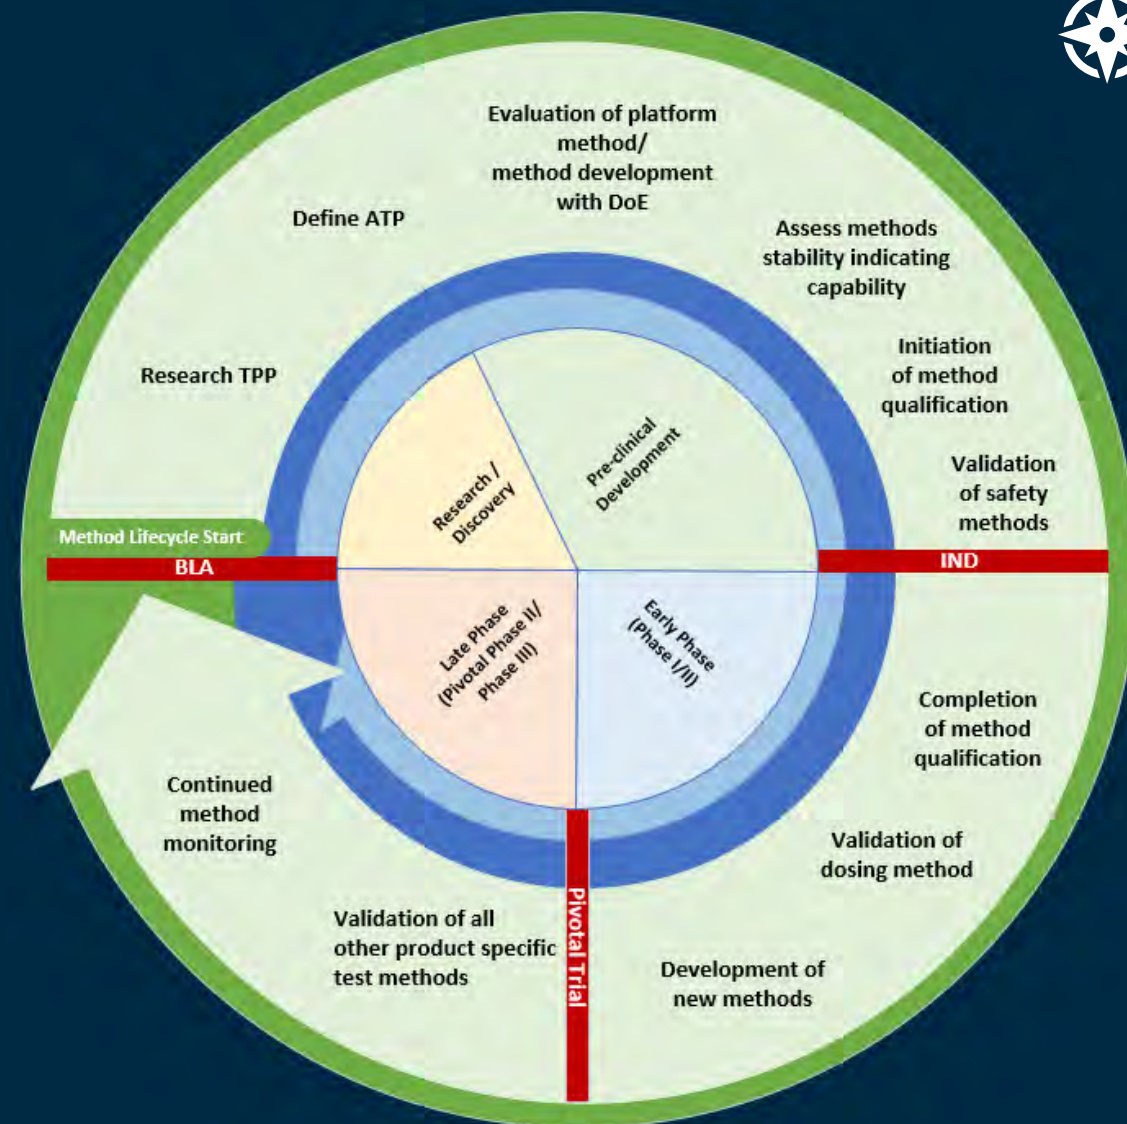 Evaluation of platform
method/
method development
with DoE
Define ATP
Assess methods
stability indicating
capability
Research TPP
Initiation
of method
qualification
Validation
of safety
methods
Research /
Discovery
Pre-clinical
Development
Method Lifecycle Start
BLA
IND
Late Phase
(Pivotal Phase II/
Phase III)
Early Phase
(Phase I/II)
Completion
of method
qualification
Validation of
dosing method
Development of
new methods
Pivotal Trial
Validation of all
other product specific
test methods
Continued
method
monitoring